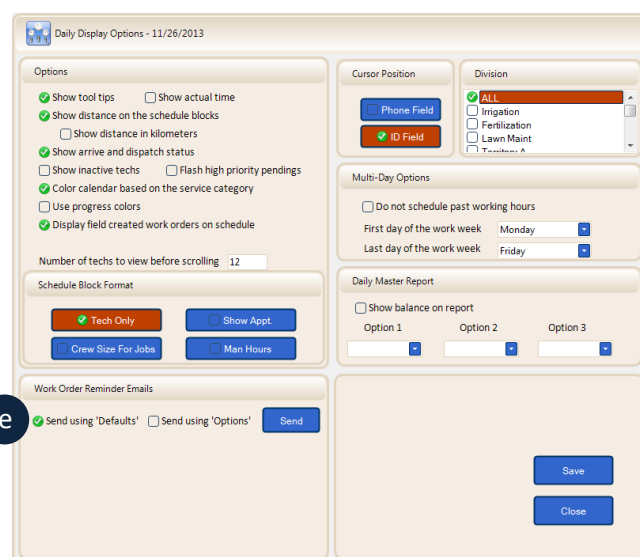 Daily Display Options - 11/26/2013
Options
Show tool tips Show actual time
Show distance on the schedule blocks
Show distance in kilometers
Show arrive and dispatch status
Show inactive techs Flash high priority pendings
Color calendar based on the service category
Use progress colors
Display field created work orders on schedule
Number of techs to view before scrolling 12
Schedule Block Format
Tech Only Show Appt.
Crew Size For Jobs Man Hours
Work Order Reminder Emails
e
Send using 'Defaults' Send using 'Options' Send
Cursor Position
Phone Field
ID Field
Division
ALL
Irrigation
Fertilization
Lawn Maint
Territory A
Multi-Day Options
Do not schedule past working hours
First day of the work week Monday
Last day of the work week Friday
Daily Master Report
Show balance on report
Option 1 Option 2 Option 3
Save
Close